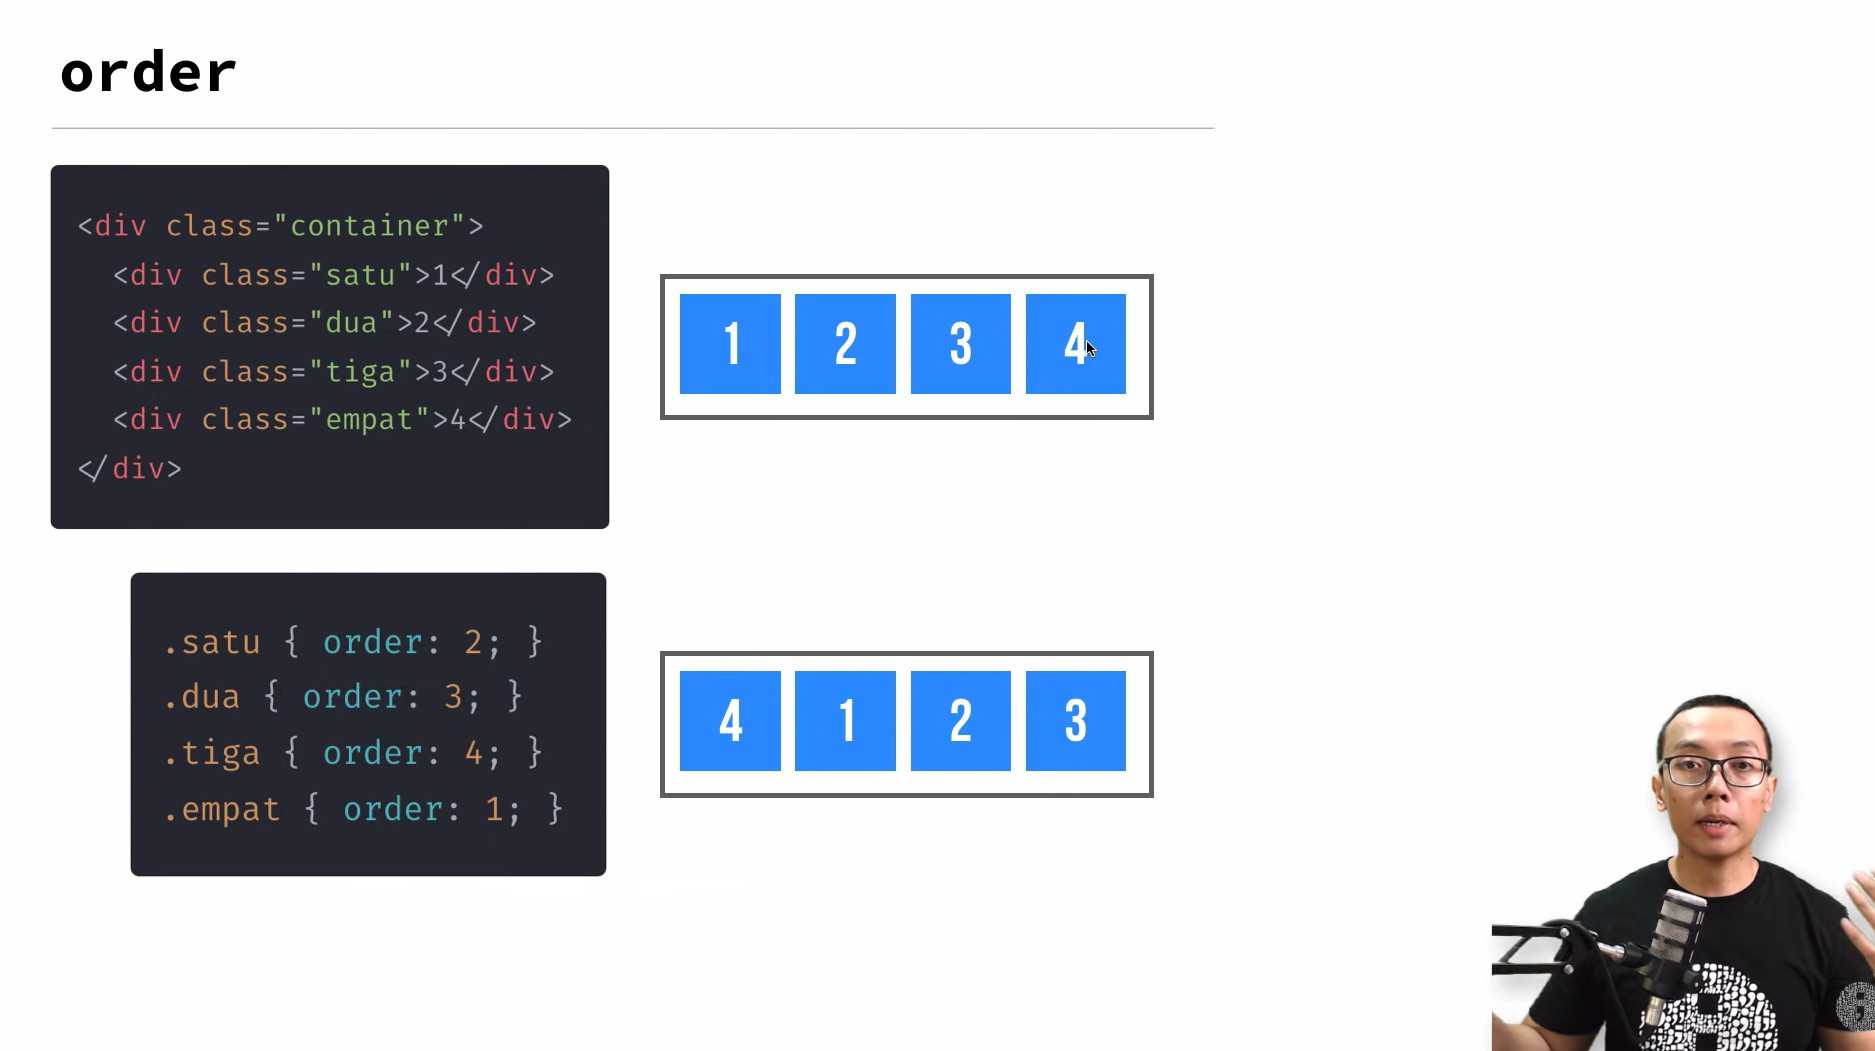 order
<div class="container">
<div class="satu">1</div>
<div class="dua">2</div>
<div class="tiga">3</div>
<div class="empat">4</div>
</div>
1 2 3 4
.satu { order: 2; }
.dua { order: 3; }
.tiga { order: 4; }
.empat { order: 1; }
4 1 2 3